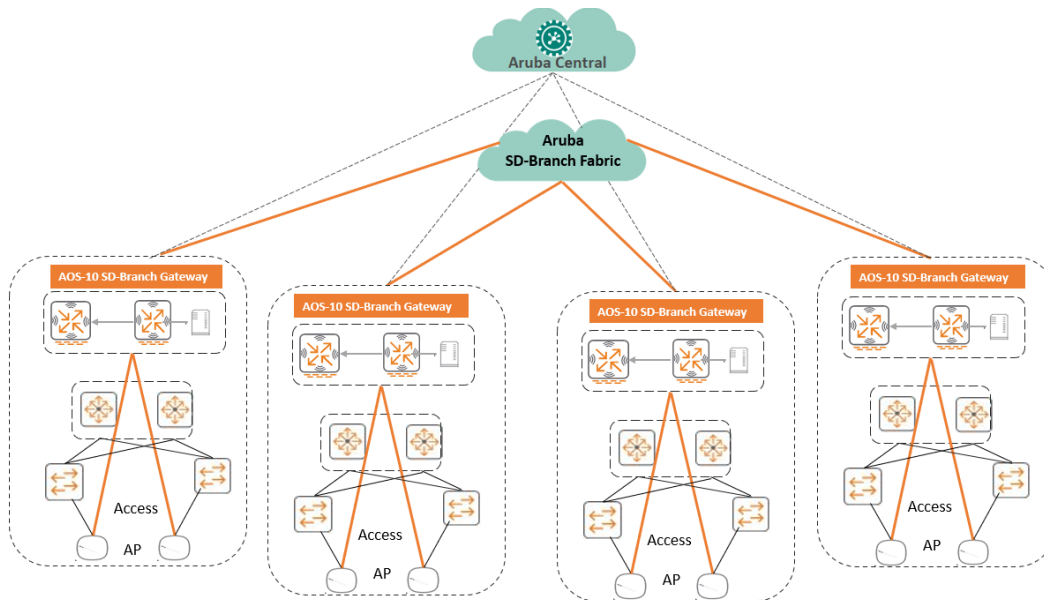 Aruba Central
Aruba
SD-Branch Fabric
AOS-10 SD-Branch Gateway
Access
AP
AOS-10 SD-Branch Gateway
Access
AP
AOS-10 SD-Branch Gateway
Access
AP
AOS-10 SD-Branch Gateway
Access
AP